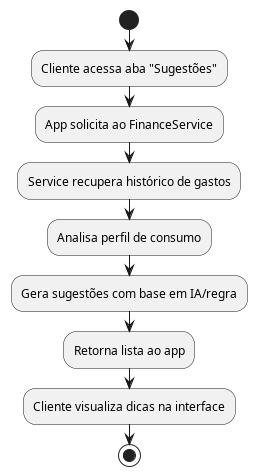 Cliente acessa aba "Sugestões"
App solicita ao FinanceService
Service recupera histórico de gastos
Analisa perfil de consumo
Gera sugestões com base em IA/regra
Retorna lista ao app
Cliente visualiza dicas na interface